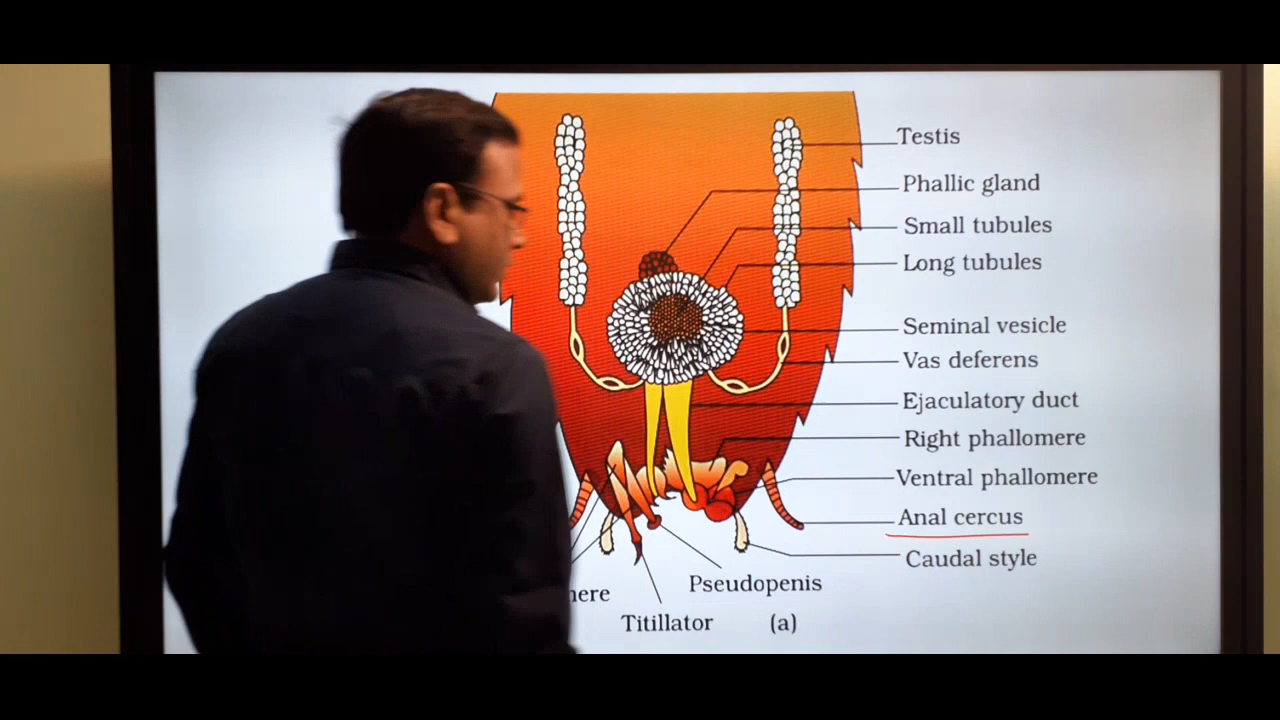 Testis
Phallic gland
Small tubules
Long tubules
Seminal vesicle
Vas deferens
Ejaculatory duct
Right phallomere
Ventral phallomere
Anal cercus
Caudal style
Pseudopenis
Titillator
(a)